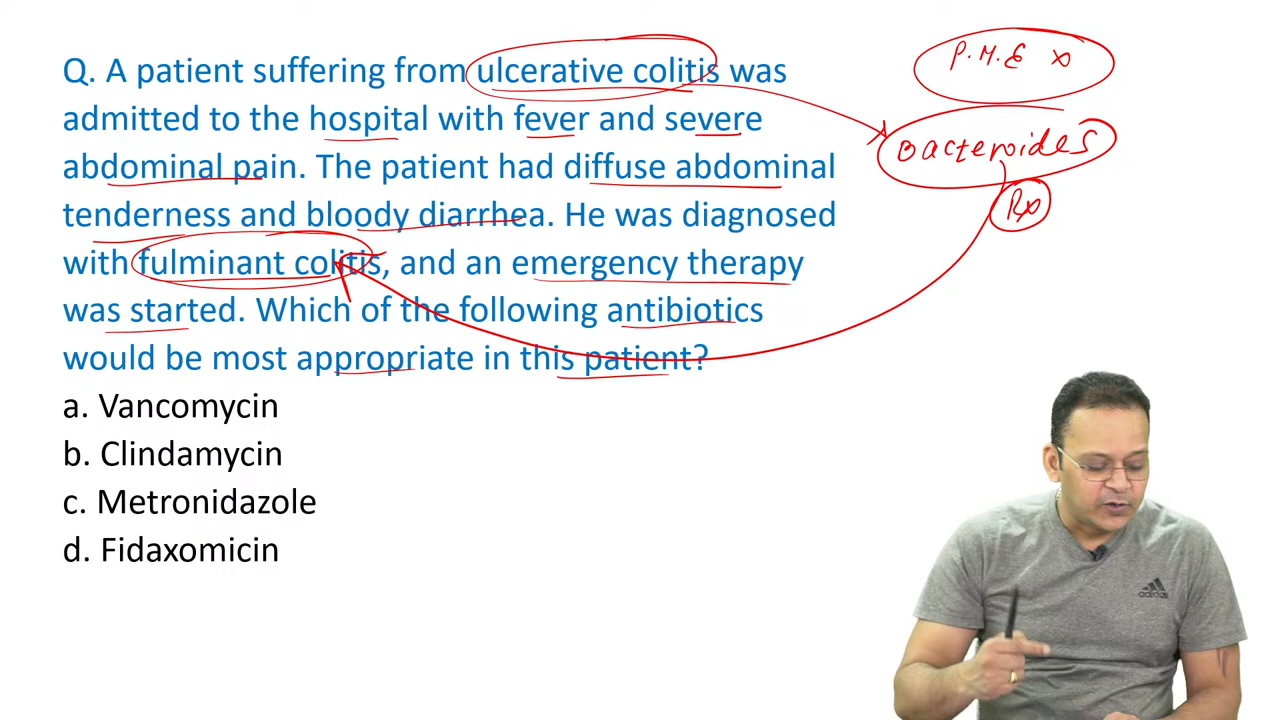 Q. A patient suffering from ulcerative colitis was
admitted to the hospital with fever and severe
abdominal pain. The patient had diffuse abdominal
tenderness and bloody diarrhea. He was diagnosed
with fulminant colitis, and an emergency therapy
was started. Which of the following antibiotics
would be most appropriate in this patient?
a. Vancomycin
b. Clindamycin
c. Metronidazole
d. Fidaxomicin
P.M.E
Bacteroides
Rx
adidas